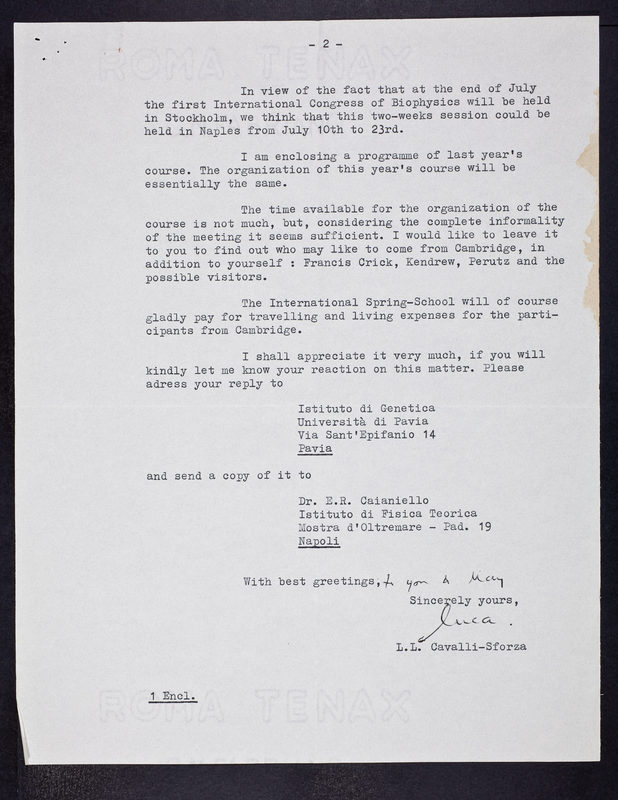 ROMA TENAX
- 2 -
In view of the fact that at the end of July
the first International Congress of Biophysics will be held
in Stockholm, we think that this two-weeks session could be
held in Naples from July 10th to 23rd.
I am enclosing a programme of last year's
course. The organization of this year's course will be
essentially the same.
The time available for the organization of the
course is not much, but, considering the complete informality
of the meeting it seems sufficient. I would like to leave it
to you to find out who may like to come from Cambridge, in
addition to yourself : Francis Crick, Kendrew, Perutz and the
possible visitors.
The International Spring-School will of course
gladly pay for travelling and living expenses for the parti-
cipants from Cambridge.
I shall appreciate it very much, if you will
kindly let me know your reaction on this matter. Please
adress your reply to
Istituto di Genetica
Università di Pavia
Via Sant'Epifanio 14
Pavia
and send a copy of it to
Dr. E.R. Caianiello
Istituto di Fisica Teorica
Mostra d'Oltremare - Pad. 19
Napoli
With best greetings, to you & May
Sincerely yours,
Luca.
L.L. Cavalli-Sforza
1 Encl.
ROMA TENAX